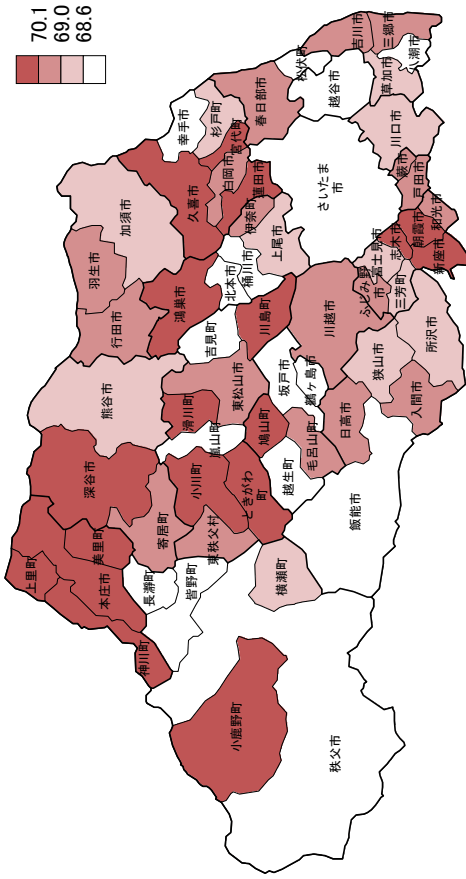 70.1
69.0
68.6
上里町
本庄市
神川町
美里町
深谷市
熊谷市
行田市
羽生市
加須市
久喜市
幸手市
杉戸町
宮代町
白岡市
蓮田市
春日部市
松伏町
吉川市
三郷市
越谷市
草加市
八潮市
川口市
蕨市
戸田市
和光市
朝霞市
新座市
志木市
富士見市
ふじみ野
市
三芳町
さいたま
市
上尾市
伊奈町
桶川市
北本市
鴻巣市
吉見町
川島町
川越市
所沢市
狭山市
入間市
日高市
鶴ヶ島市
坂戸市
東松山市
滑川町
嵐山町
小川町
ときがわ
町
鳩山町
毛呂山町
越生町
飯能市
寄居町
東秩父村
長瀞町
皆野町
横瀬町
小鹿野町
秩父市